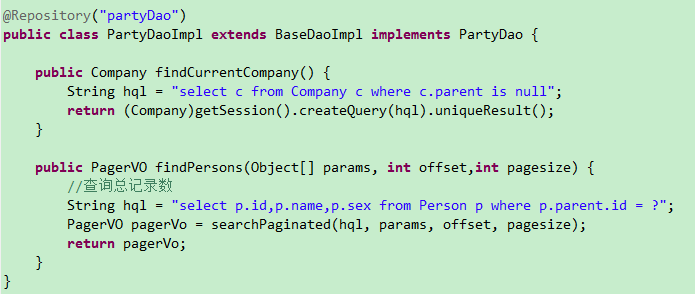 @Repository("partyDao")
public class PartyDaoImpl extends BaseDaoImpl implements PartyDao {
public Company findCurrentCompany() {
String hql = "select c from Company c where c.parent is null";
return (Company)getSession().createQuery(hql).uniqueResult();
}
public PagerVO findPersons(Object[] params, int offset,int pagesize) {
//查询总记录数
String hql = "select p.id,p.name,p.sex from Person p where p.parent.id = ?";
PagerVO pagerVo = searchPaginated(hql, params, offset, pagesize);
return pagerVo;
}
}